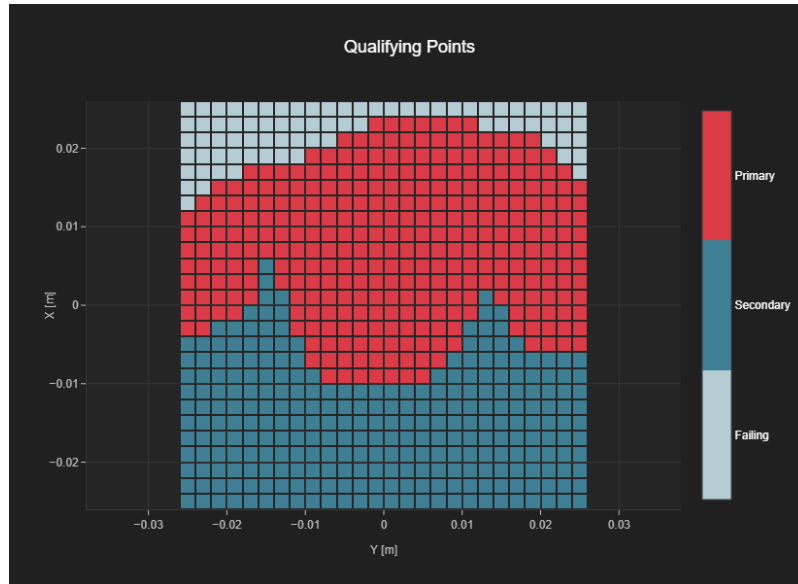 Qualifying Points
0.02
0.01
0
−0.01
−0.02
X [m]
−0.03
−0.02
−0.01
0
0.01
0.02
0.03
Y [m]
Primary
Secondary
Failing